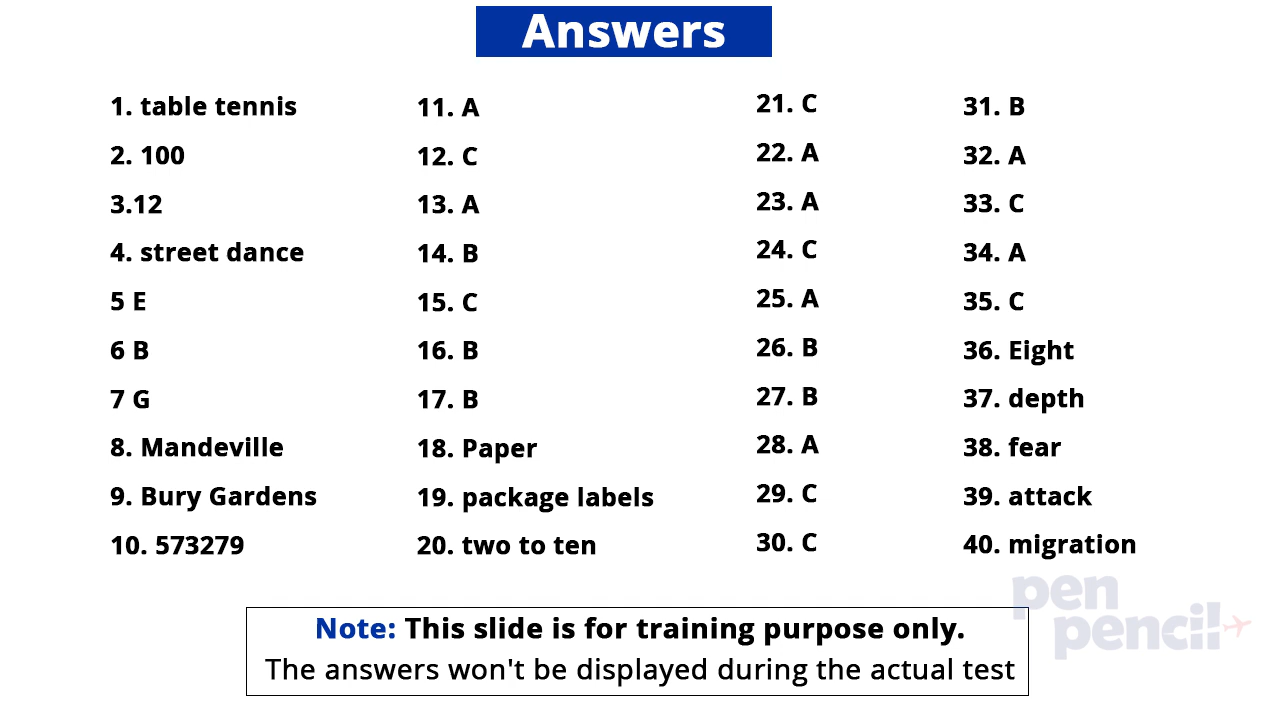 Answers
1. table tennis
2. 100
3.12
4. street dance
5 E
6 B
7 G
8. Mandeville
9. Bury Gardens
10. 573279
11. A
12. C
13. A
14. B
15. C
16. B
17. B
18. Paper
19. package labels
20. two to ten
21. C
22. A
23. A
24. C
25. A
26. B
27. B
28. A
29. C
30. C
31. B
32. A
33. C
34. A
35. C
36. Eight
37. depth
38. fear
39. attack
40. migration
pen
pencil
Note: This slide is for training purpose only.
The answers won't be displayed during the actual test